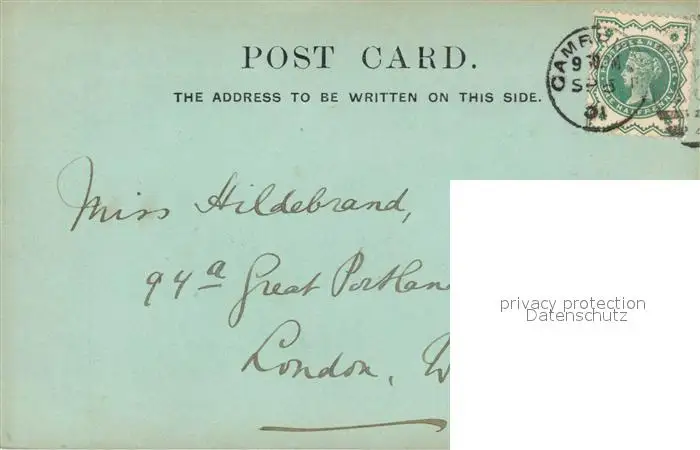 POST CARD.
THE ADDRESS TO BE WRITTEN ON THIS SIDE.
Miss Hildebrand,
94a Great Portlan
London, W
privacy protection
Datenschutz